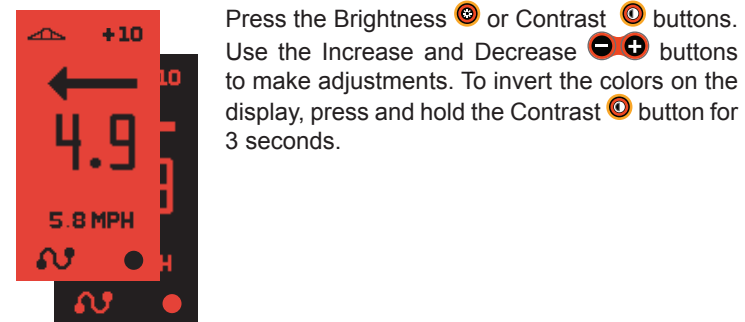 +10
4.9
5.8 MPH
10
H
Press the Brightness or Contrast buttons.
Use the Increase and Decrease buttons
to make adjustments. To invert the colors on the
display, press and hold the Contrast button for
3 seconds.